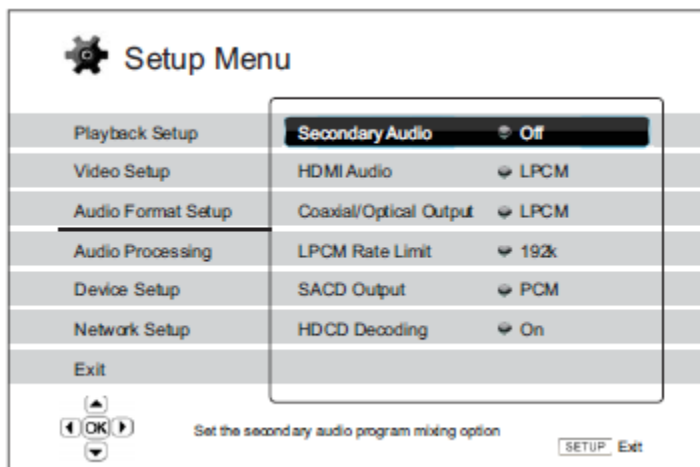 Setup Menu
Playback Setup
Secondary Audio Off
Video Setup
HDMI Audio LPCM
Audio Format Setup
Coaxial/Optical Output LPCM
Audio Processing
LPCM Rate Limit 192k
Device Setup
SACD Output PCM
Network Setup
HDCD Decoding On
Exit
OK
Set the secondary audio program mixing option
SETUP Exit